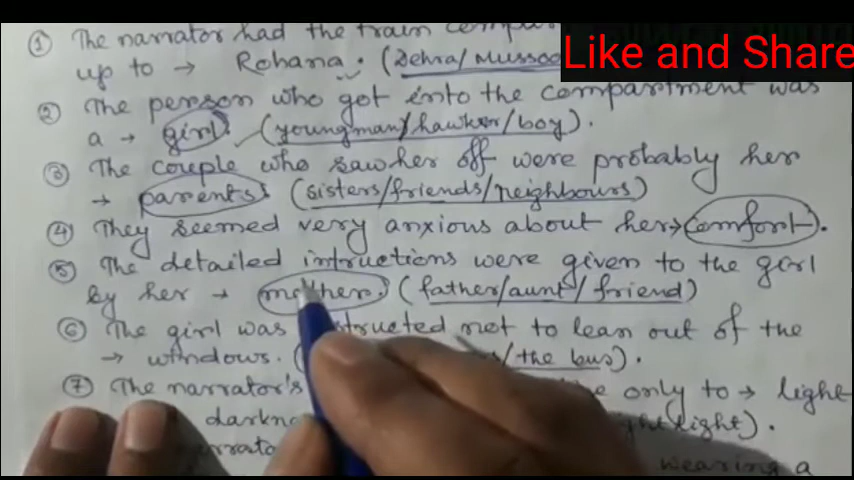 ① The narrator had the train
Like and Share
up to → Rohana. (Dehra/
② The person who got into the compartment was
a → girl. (youngman/hawker/boy).
③ The couple who saw her off were probably her
→ parents (sisters/friends/neighbours)
④ They seemed very anxious about her → comfort.
⑤ The detailed intructions were given to the girl
by her → mother. (father/aunt/friend)
⑥ The girl was not to lean out of the
→ windows. ( /the bus).
⑦ The narrator's only to → light
light).
wearing a